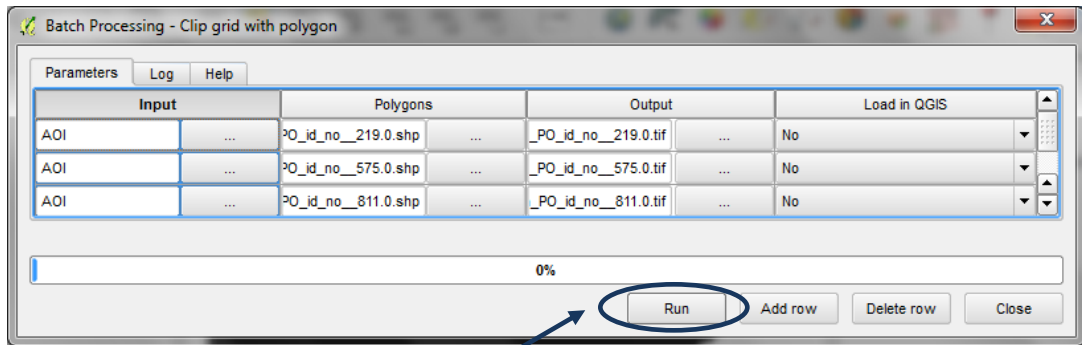 Batch Processing - Clip grid with polygon
x
Parameters Log Help
Input Polygons Output Load in QGIS
AOI ... PO_id_no__219.0.shp ... _PO_id_no__219.0.tif ... No
AOI ... PO_id_no__575.0.shp ... _PO_id_no__575.0.tif ... No
AOI ... PO_id_no__811.0.shp ... _PO_id_no__811.0.tif ... No
0%
Run Add row Delete row Close